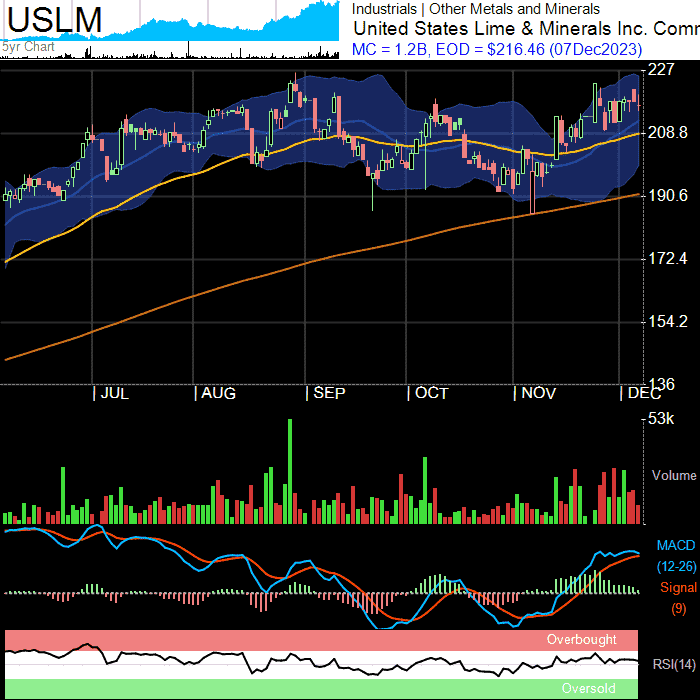 USLM
5yr Chart
Industrials | Other Metals and Minerals
United States Lime & Minerals Inc. Comm
MC = 1.2B, EOD = $216.46 (07Dec2023)
227
208.8
190.6
172.4
154.2
136
| JUL | AUG | SEP | OCT | NOV | DEC
53k
Volume
MACD
(12-26)
Signal
(9)
Overbought
RSI(14)
Oversold